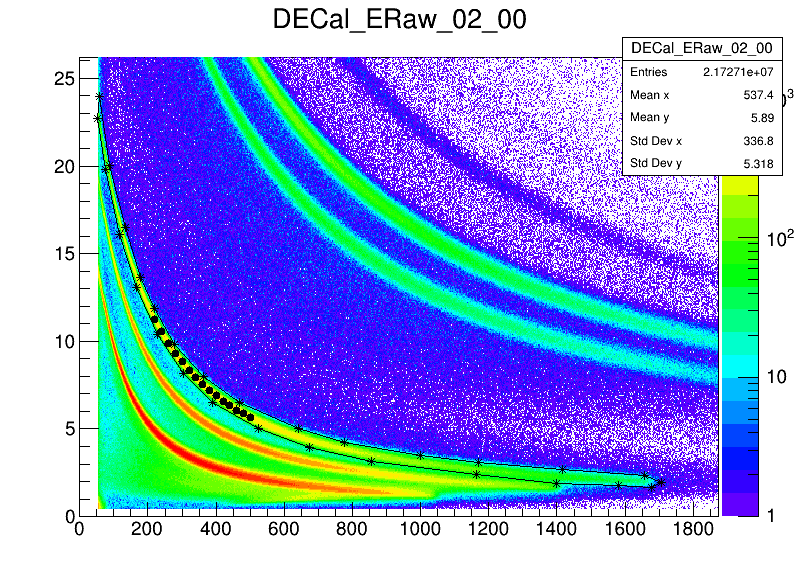 DECal_ERaw_02_00
DECal_ERaw_02_00
Entries 2.17271e+07
Mean x 537.4
Mean y 5.89
Std Dev x 336.8
Std Dev y 5.318
25
20
15
10
5
0
0 200 400 600 800 1000 1200 1400 1600 1800
10²
10
1